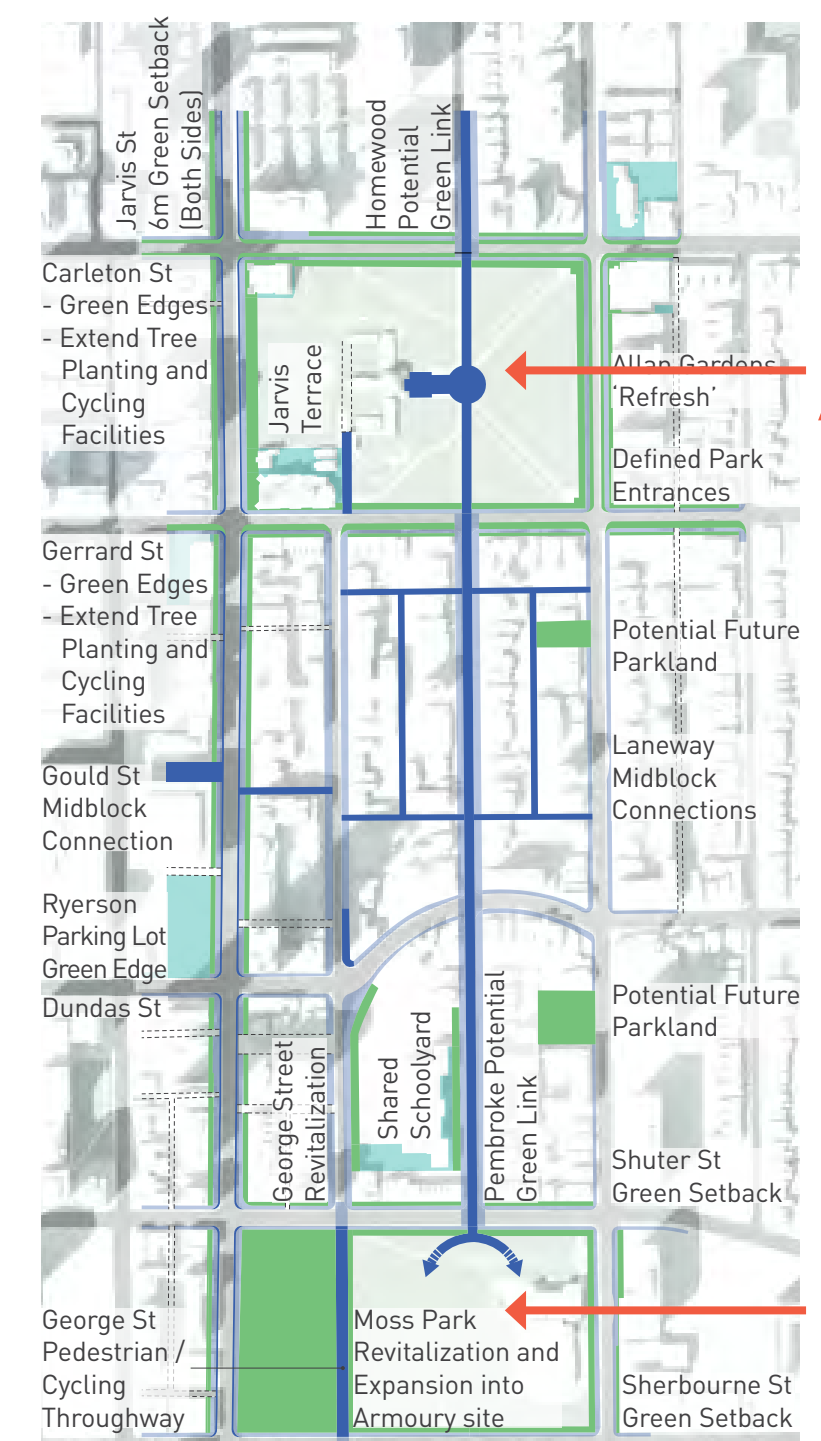 Jarvis St
6m Green Setback
(Both Sides)
Homewood
Potential
Green Link
Carleton St
- Green Edges
- Extend Tree
Planting and
Cycling
Facilities
Jarvis
Terrace
Allan Gardens
'Refresh'
Defined Park
Entrances
Gerrard St
- Green Edges
- Extend Tree
Planting and
Cycling
Facilities
Potential Future
Parkland
Gould St
Midblock
Connection
Laneway
Midblock
Connections
Ryerson
Parking Lot
Green Edge
Dundas St
George Street
Revitalization
Shared
Schoolyard
Pembroke Potential
Green Link
Potential Future
Parkland
Shuter St
Green Setback
George St
Pedestrian /
Cycling
Throughway
Moss Park
Revitalization and
Expansion into
Armoury site
Sherbourne St
Green Setback